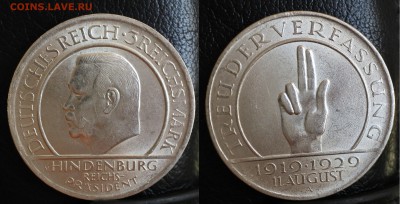 COINS.LAVE.RU
DEUTSCHES REICH · 3 REICHSMARK
HINDENBURG
REICHS-
PRÄSIDENT
TREU DER VERFASSUNG
1919·1929
11·AUGUST
A